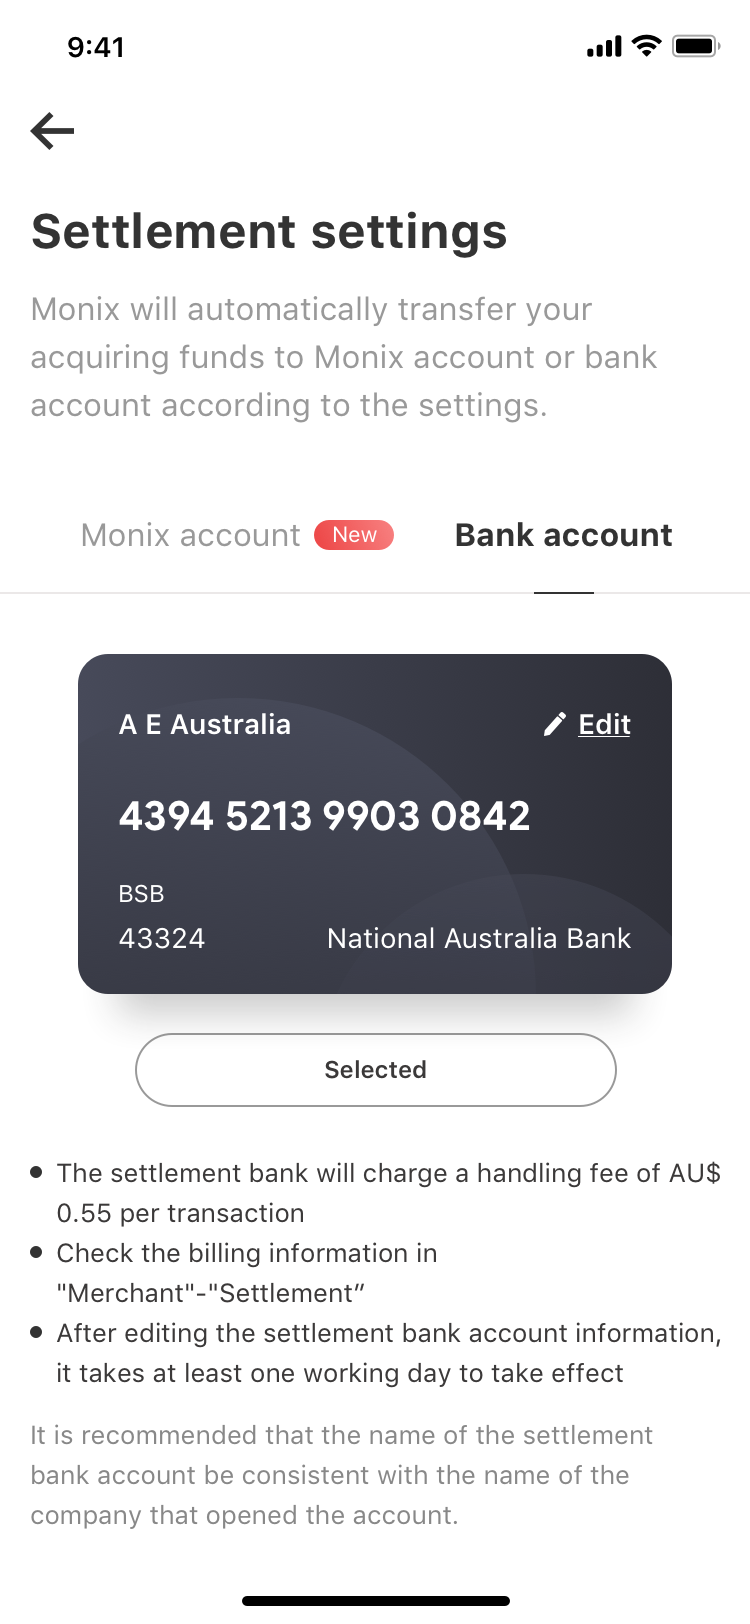 9:41
Settlement settings
Monix will automatically transfer your
acquiring funds to Monix account or bank
account according to the settings.
Monix account New Bank account
A E Australia Edit
4394 5213 9903 0842
BSB
43324 National Australia Bank
Selected
• The settlement bank will charge a handling fee of AU$
0.55 per transaction
• Check the billing information in
"Merchant"-"Settlement”
• After editing the settlement bank account information,
it takes at least one working day to take effect
It is recommended that the name of the settlement
bank account be consistent with the name of the
company that opened the account.